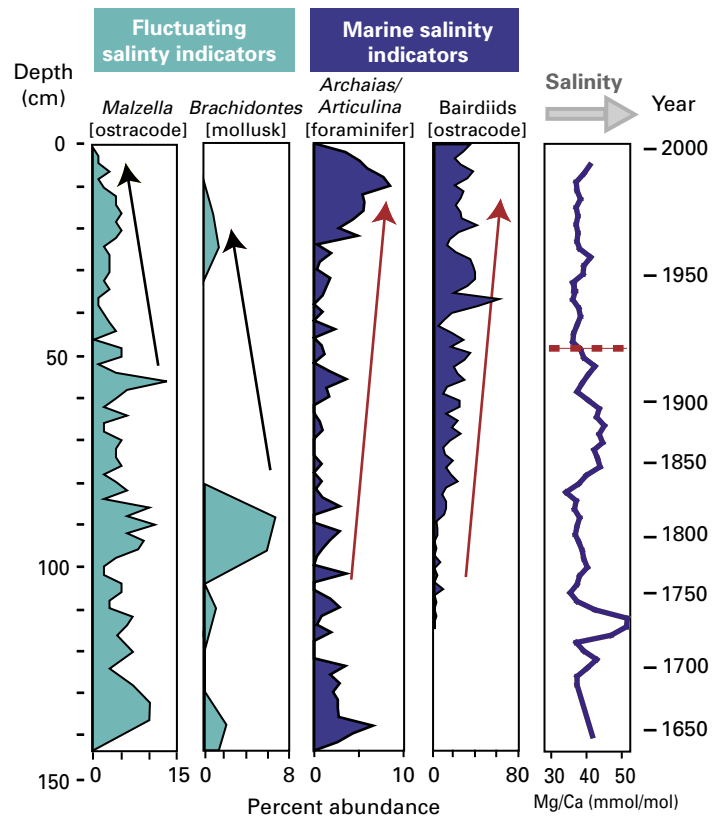 Fluctuating
salinty indicators
Marine salinity
indicators
Depth
(cm)
Malzella
[ostracode]
Brachidontes
[mollusk]
Archaias/
Articulina
[foraminifer]
Bairdiids
[ostracode]
Salinity
Year
0
50
100
150
2000
1950
1900
1850
1800
1750
1700
1650
0 15
0 8
0 10
0 80
30 40 50
Percent abundance
Mg/Ca (mmol/mol)